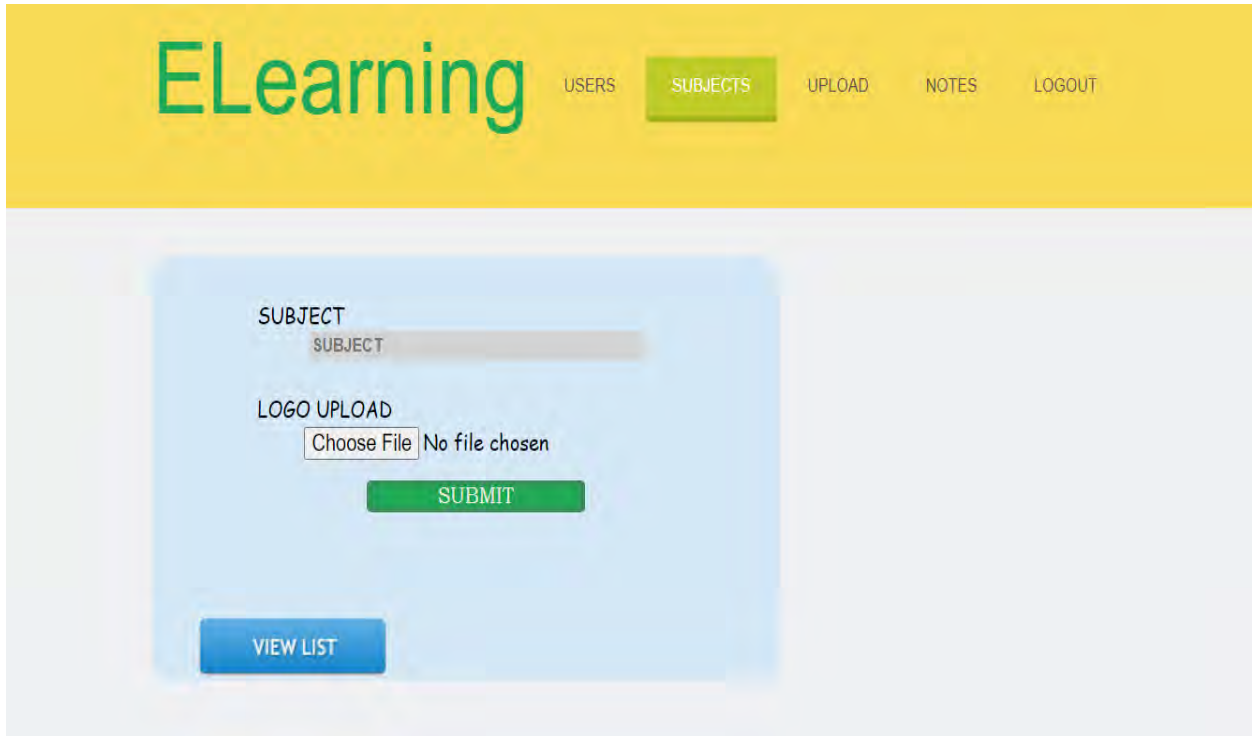 ELearning
USERS SUBJECTS UPLOAD NOTES LOGOUT
SUBJECT
SUBJECT
LOGO UPLOAD
Choose File No file chosen
SUBMIT
VIEW LIST